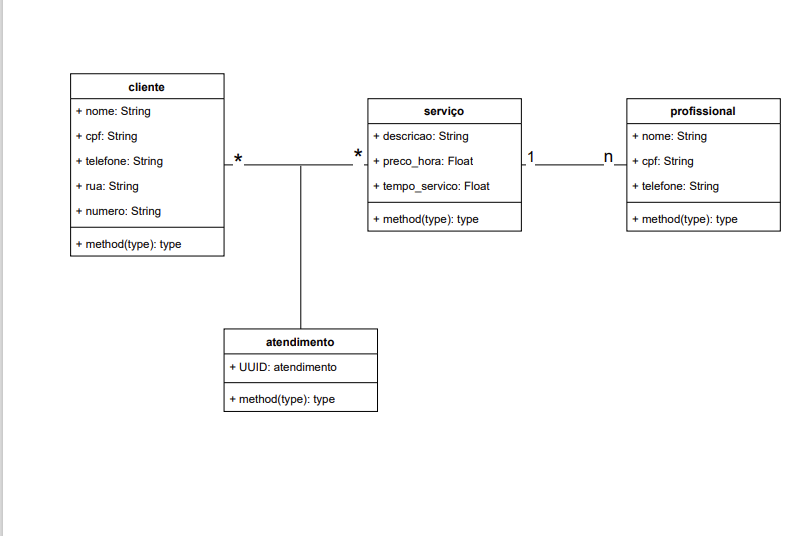 cliente
+ nome: String
+ cpf: String
+ telefone: String
+ rua: String
+ numero: String
+ method(type): type
*
*
serviço
+ descricao: String
+ preco_hora: Float
+ tempo_servico: Float
+ method(type): type
1
n
profissional
+ nome: String
+ cpf: String
+ telefone: String
+ method(type): type
atendimento
+ UUID: atendimento
+ method(type): type